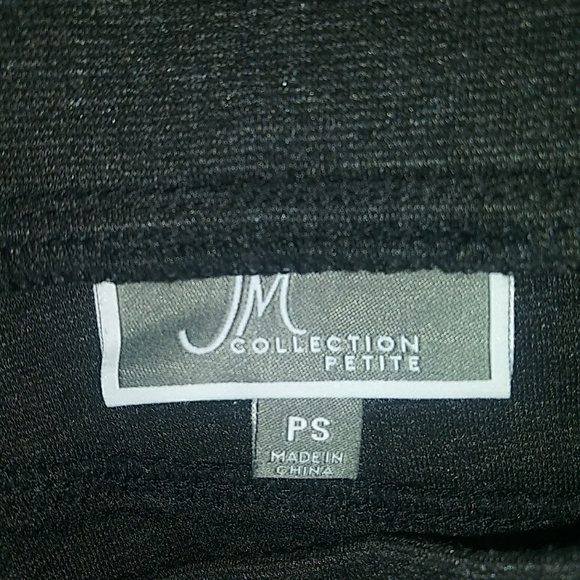 JM
COLLECTION
PETITE
PS
MADE IN
CHINA